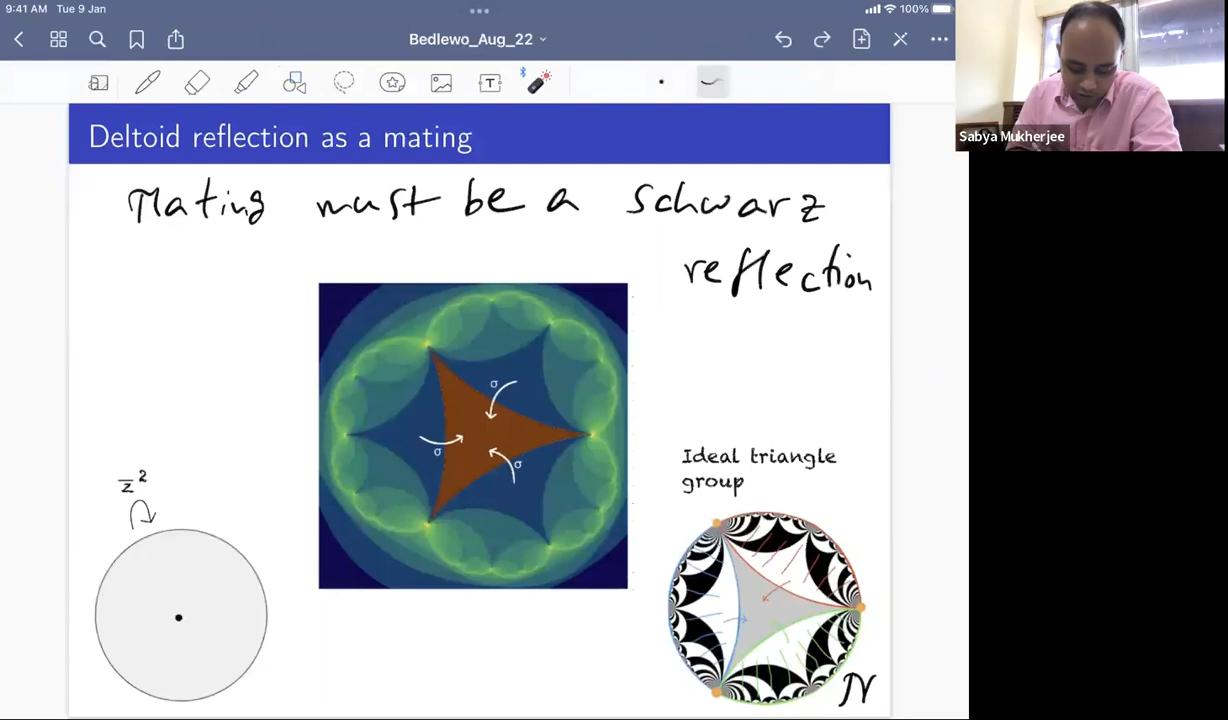 9:41 AM Tue 9 Jan
100%
Bedlewo_Aug_22
T
Deltoid reflection as a mating
Mating must be a Schwarz
reflection
σ
σ
σ
z̅²
Ideal triangle
group
N
Sabya Mukherjee